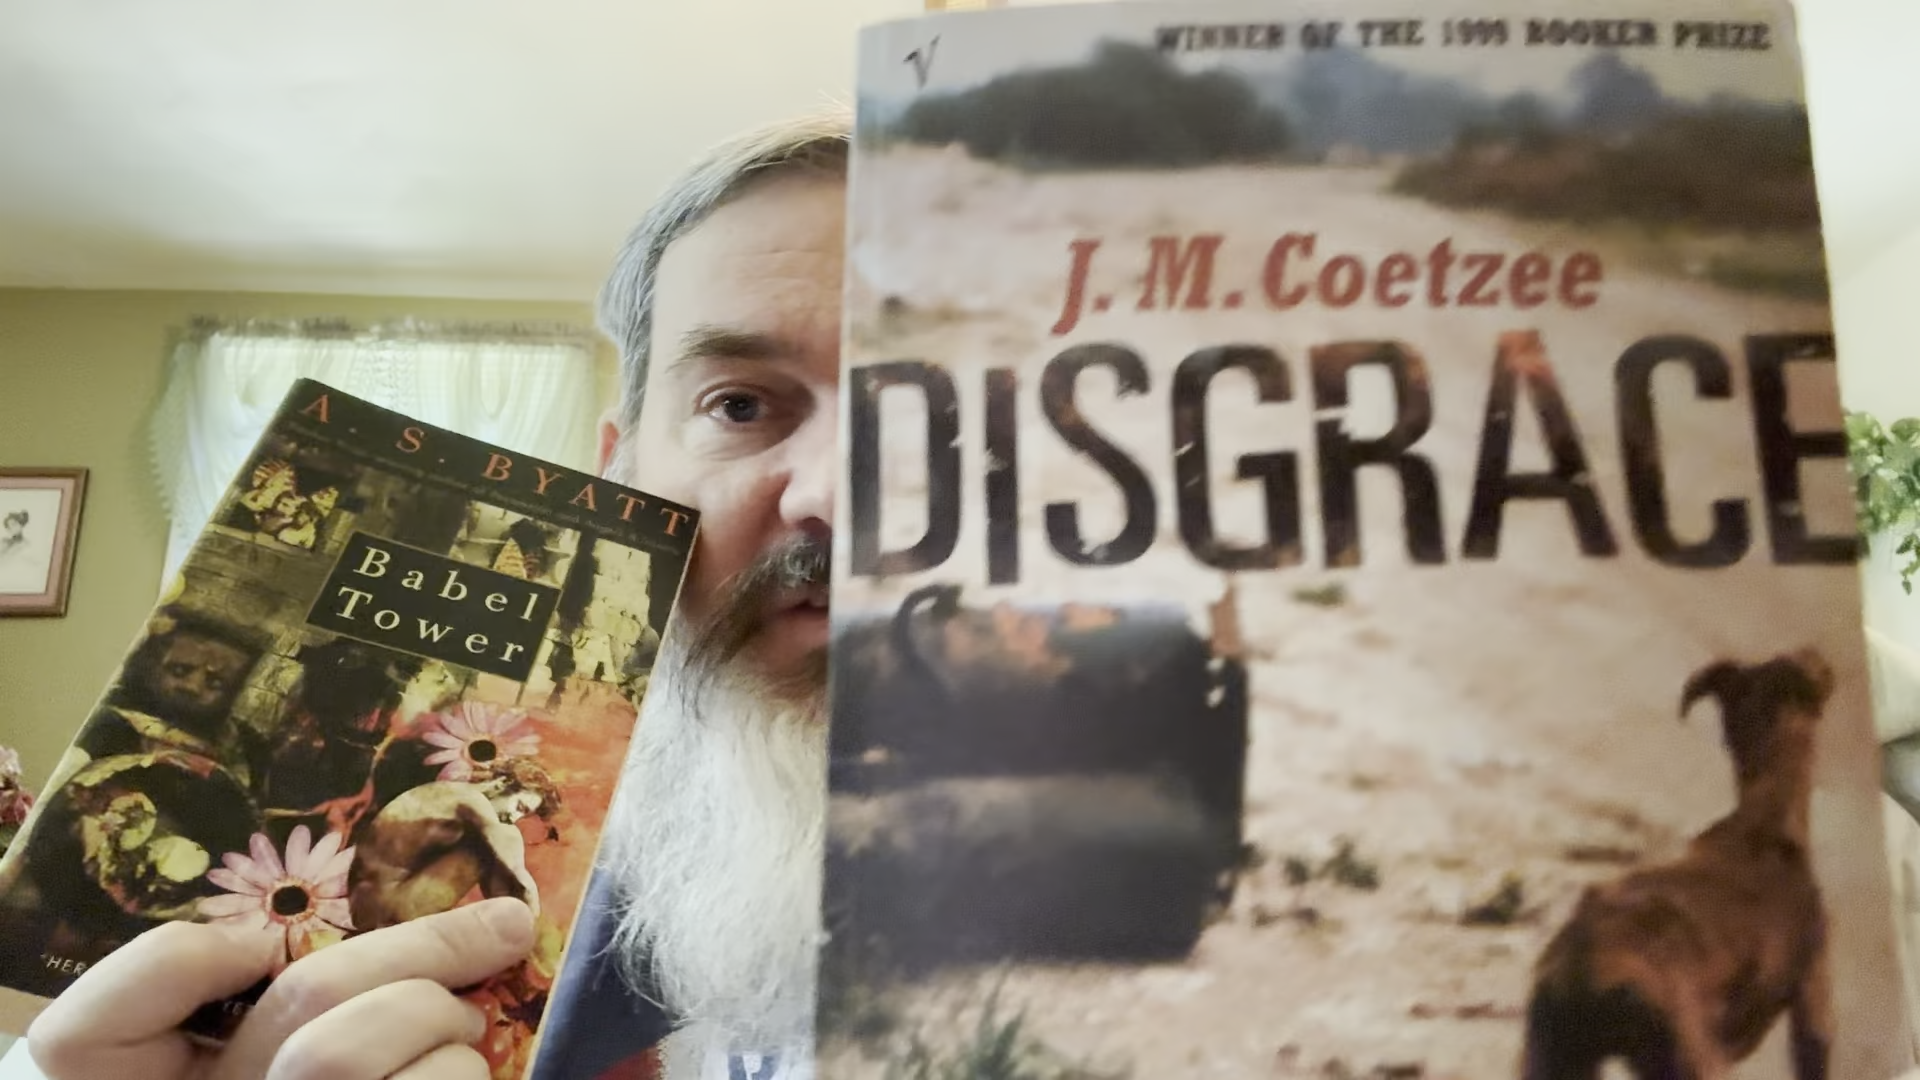 WINNER OF THE 1999 BOOKER PRIZE
J. M. Coetzee
DISGRACE
A. S. BYATT
Babel
Tower